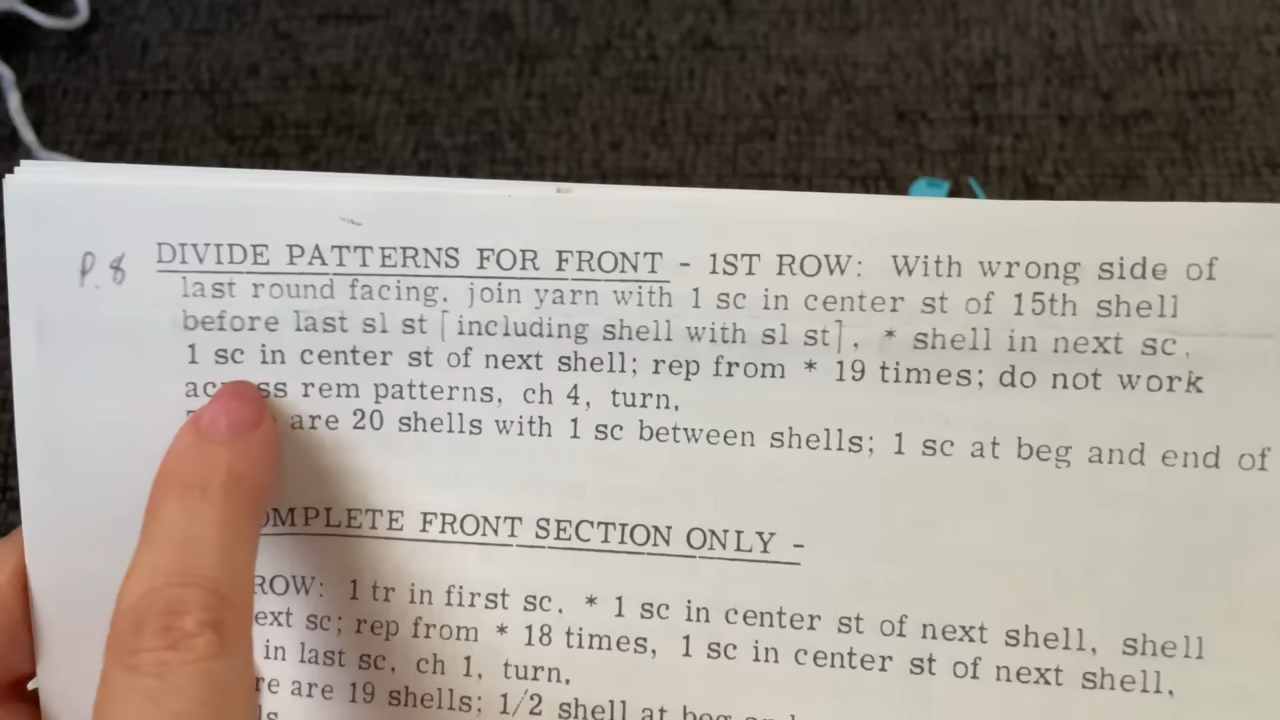 P. 8
DIVIDE PATTERNS FOR FRONT - 1ST ROW: With wrong side of
last round facing, join yarn with 1 sc in center st of 15th shell
before last sl st [including shell with sl st], * shell in next sc,
1 sc in center st of next shell; rep from * 19 times; do not work
rem patterns, ch 4, turn.
are 20 shells with 1 sc between shells; 1 sc at beg and end of
FRONT SECTION ONLY -
ROW: 1 tr in first sc, * 1 sc in center st of next shell, shell
sc; rep from * 18 times, 1 sc in center st of next shell,
in last sc, ch 1, turn.
are 19 shells; 1/2 shell at beg